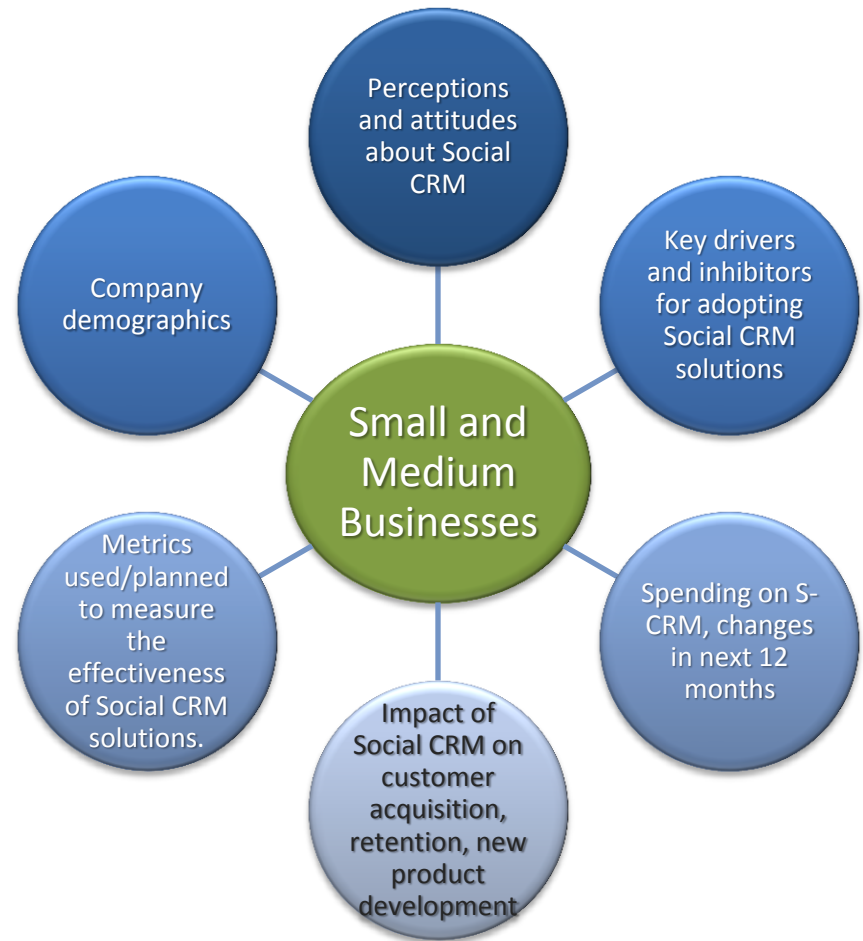 Perceptions
and attitudes
about Social
CRM
Key drivers
and inhibitors
for adopting
Social CRM
solutions
Spending on S-
CRM, changes
in next 12
months
Impact of
Social CRM on
customer
acquisition,
retention, new
product
development
Metrics
used/planned
to measure
the
effectiveness
of Social CRM
solutions.
Company
demographics
Small and
Medium
Businesses